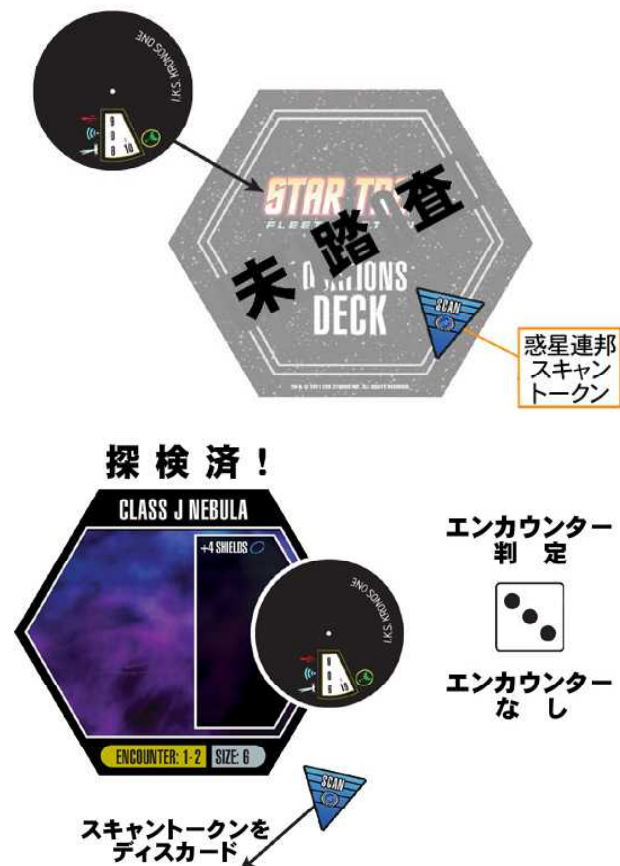 I.K.S. KRONOS ONE
10
STAR TR
未踏査
DECK
SCAN
惑星連邦
スキャン
トークン
探検済！
CLASS J NEBULA
+4 SHIELDS
I.K.S. KRONOS ONE
ENCOUNTER: 1-2
SIZE: 6
エンカウンター
判定
エンカウンター
なし
SCAN
スキャントークンを
ディスカード